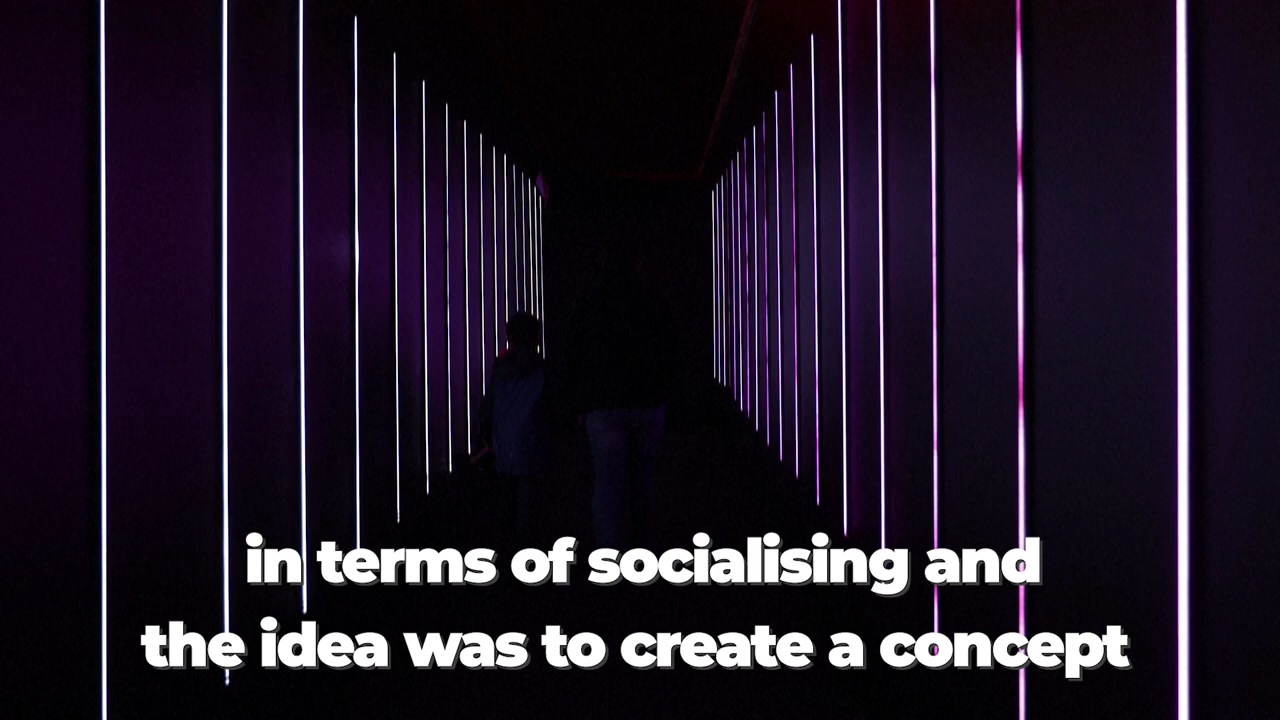 in terms of socialising and
the idea was to create a concept